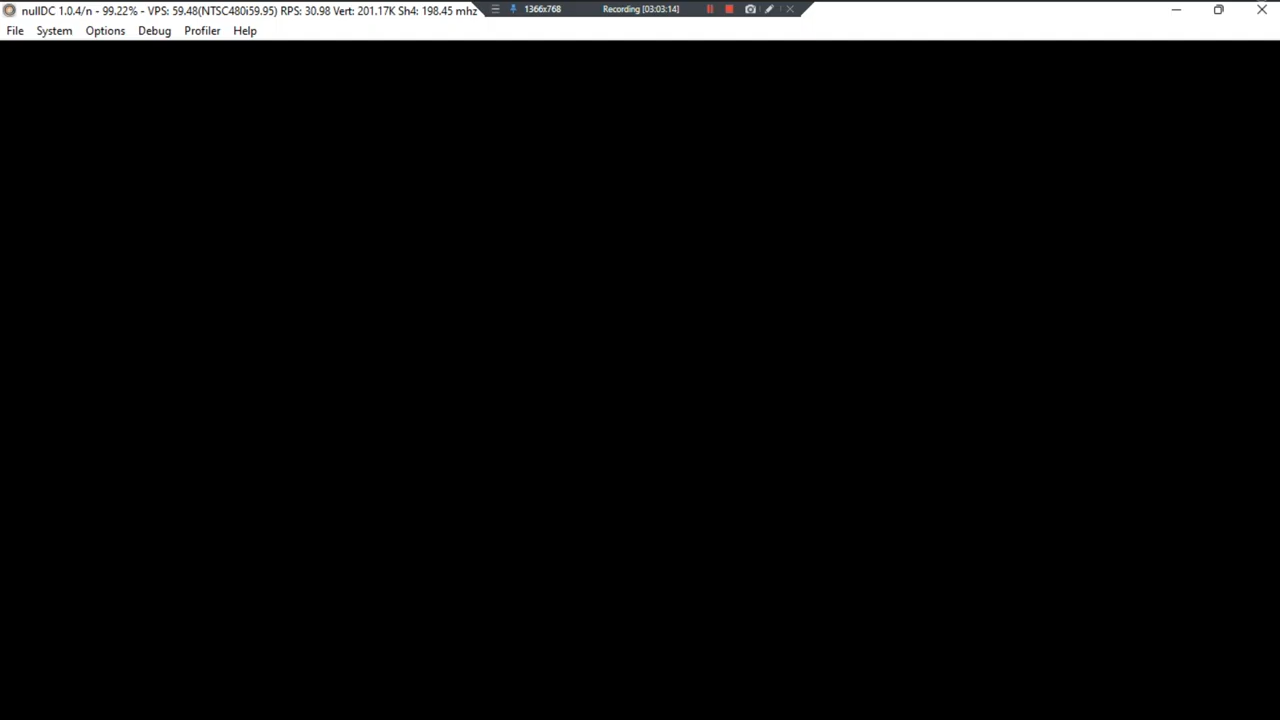 nullDC 1.0.4/n - 99.22% - VPS: 59.48(NTSC480i59.95) RPS: 30.98 Vert: 201.17K Sh4: 198.45 mhz
1366x768 Recording [03:03:14]
File System Options Debug Profiler Help